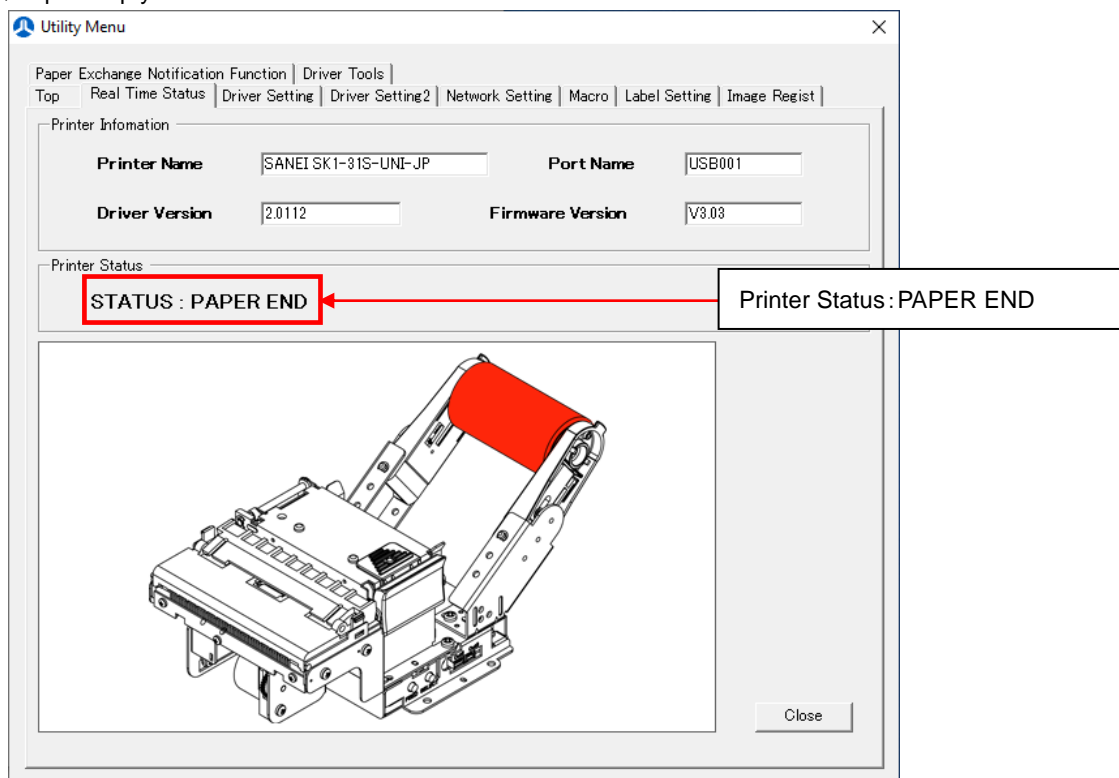 Utility Menu
Paper Exchange Notification Function Driver Tools
Top Real Time Status Driver Setting Driver Setting2 Network Setting Macro Label Setting Image Regist
Printer Infomation
Printer Name SANEI SK1-31S-UNI-JP Port Name USB001
Driver Version 2.0112 Firmware Version V3.03
Printer Status
STATUS : PAPER END
Printer Status : PAPER END
FEED SELECT
Close